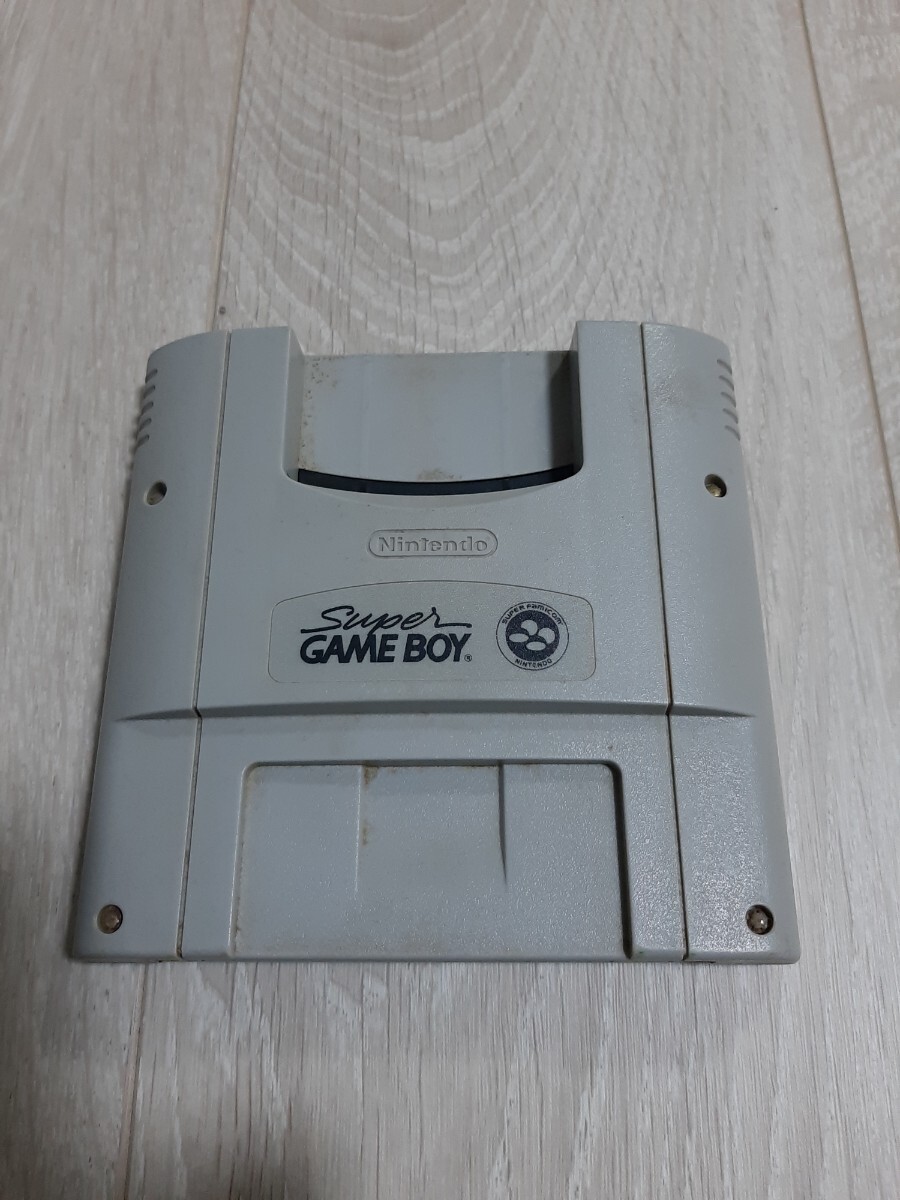 Nintendo
Super
GAME BOY®
SUPER FAMICOM
NINTENDO